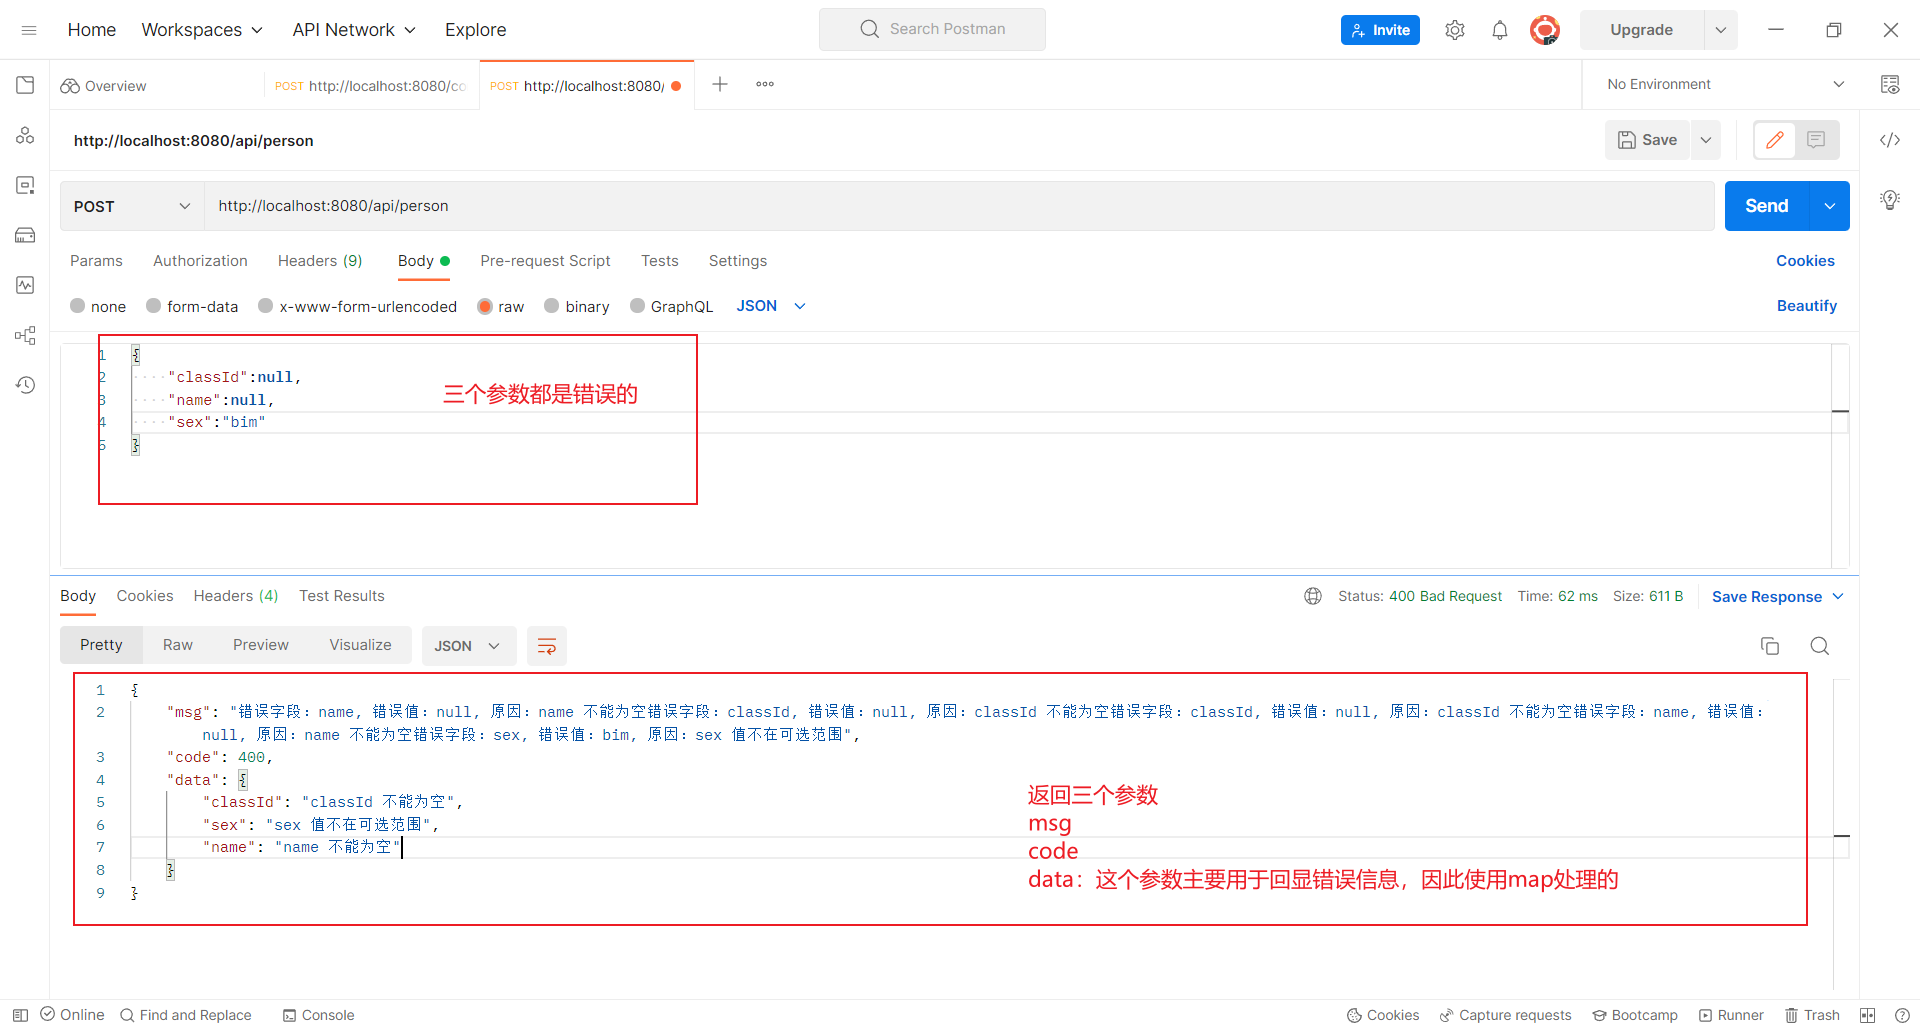 Home Workspaces API Network Explore Search Postman Invite Upgrade
Overview POST http://localhost:8080/co POST http://localhost:8080/ No Environment
http://localhost:8080/api/person Save
POST http://localhost:8080/api/person Send
Params Authorization Headers (9) Body Pre-request Script Tests Settings Cookies
none form-data x-www-form-urlencoded raw binary GraphQL JSON Beautify
1 {
2 "classId":null,
3 "name":null,
4 "sex":"bim"
5 }
三个参数都是错误的
Body Cookies Headers (4) Test Results Status: 400 Bad Request Time: 62 ms Size: 611 B Save Response
Pretty Raw Preview Visualize JSON
1 {
2 "msg": "错误字段：name, 错误值：null, 原因：name 不能为空错误字段：classId, 错误值：null, 原因：classId 不能为空错误字段：classId, 错误值：null, 原因：classId 不能为空错误字段：name, 错误值：
null, 原因：name 不能为空错误字段：sex, 错误值：bim, 原因：sex 值不在可选范围",
3 "code": 400,
4 "data": {
5 "classId": "classId 不能为空",
6 "sex": "sex 值不在可选范围",
7 "name": "name 不能为空"
8 }
9 }
返回三个参数
msg
code
data：这个参数主要用于回显错误信息，因此使用map处理的
Online Find and Replace Console Cookies Capture requests Bootcamp Runner Trash